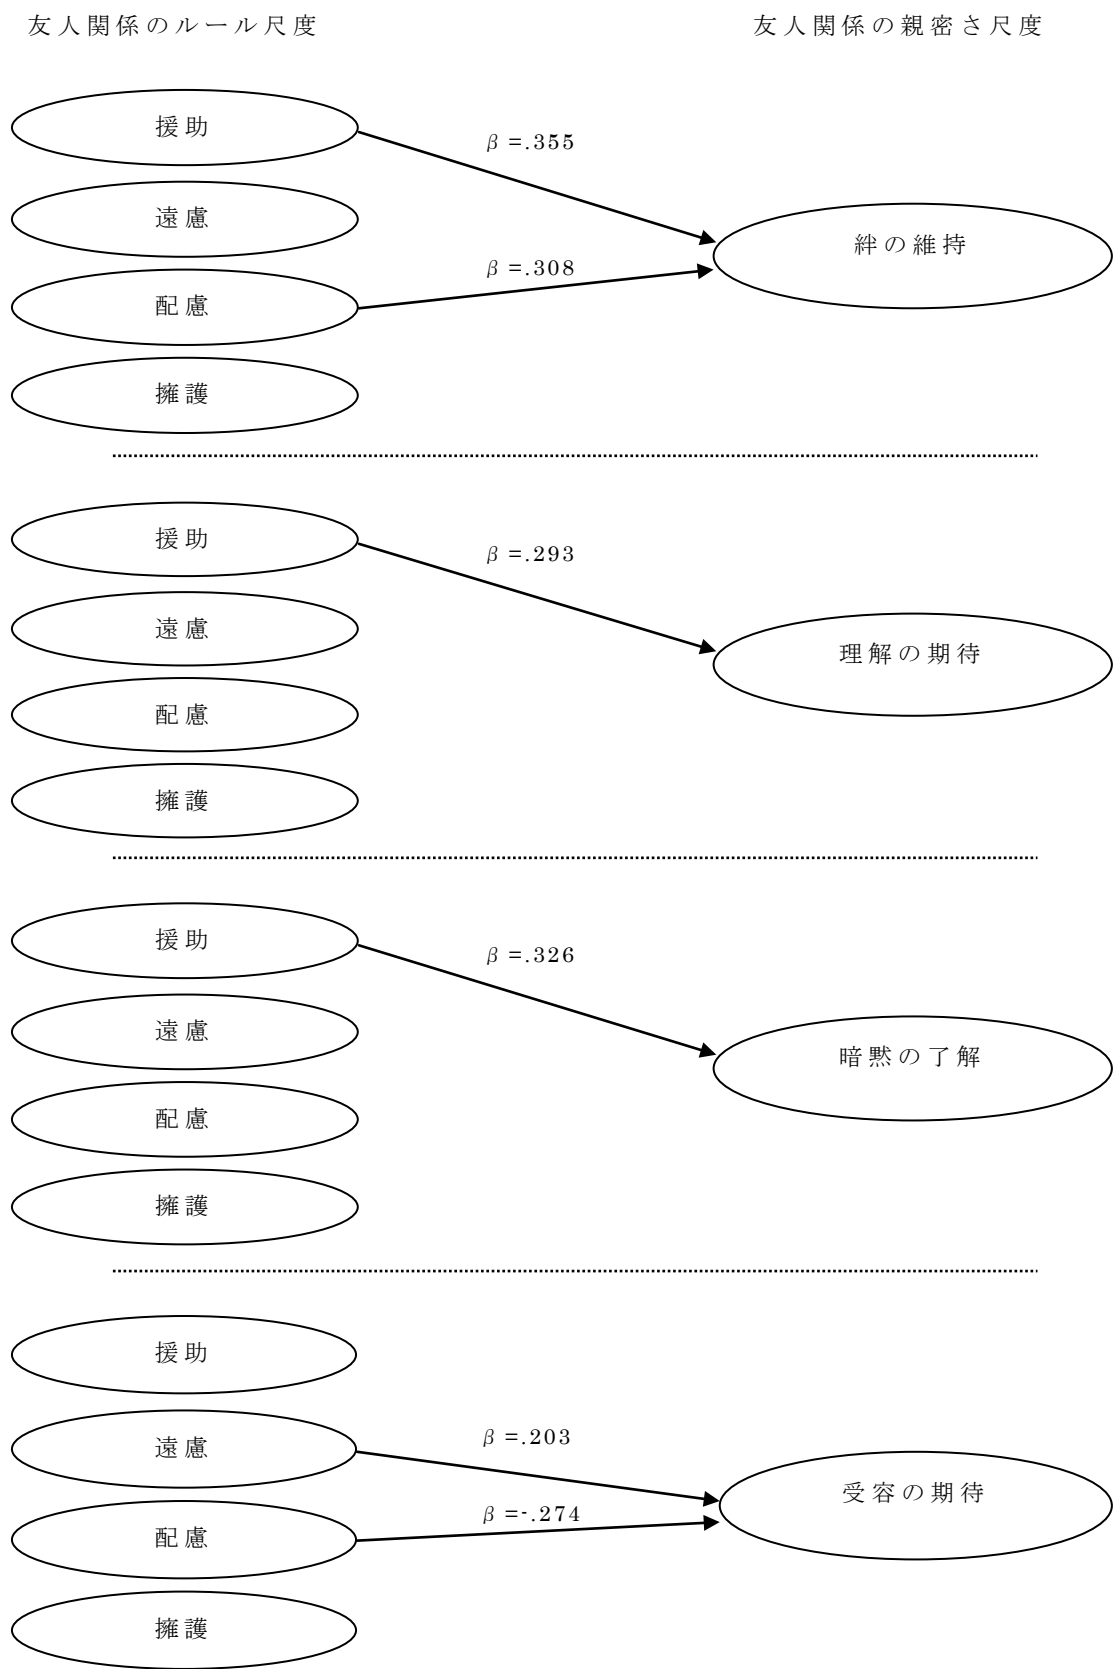 友人関係のルール尺度
友人関係の親密さ尺度
援助
β=.355
遠慮
絆の維持
β=.308
配慮
擁護
援助
β=.293
遠慮
理解の期待
配慮
擁護
援助
β=.326
遠慮
暗黙の了解
配慮
擁護
援助
遠慮
β=.203
受容の期待
β=-.274
配慮
擁護